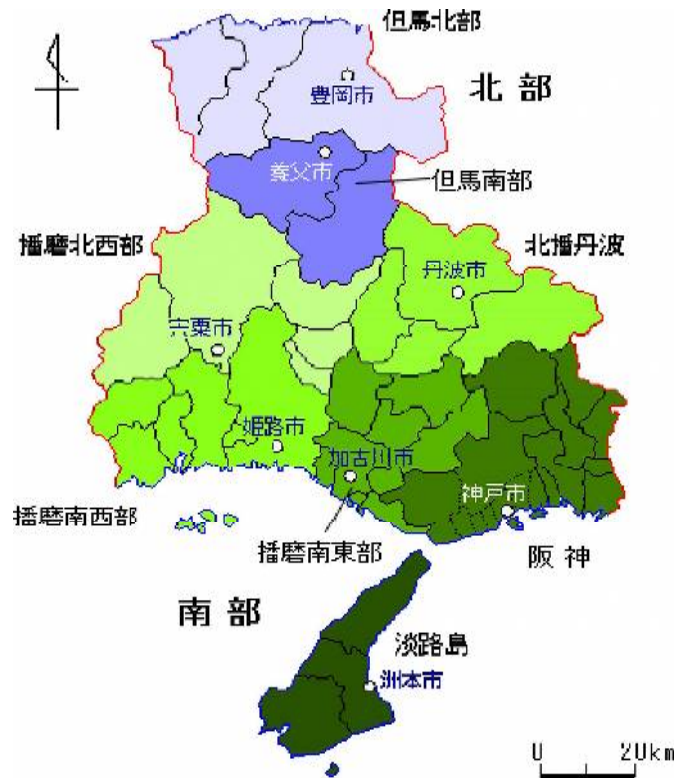 但馬北部
北部
豊岡市
養父市
但馬南部
播磨北西部
北播丹波
丹波市
宍粟市
姫路市
加古川市
神戸市
播磨南西部
播磨南東部
阪神
南部
淡路島
洲本市
0 20km